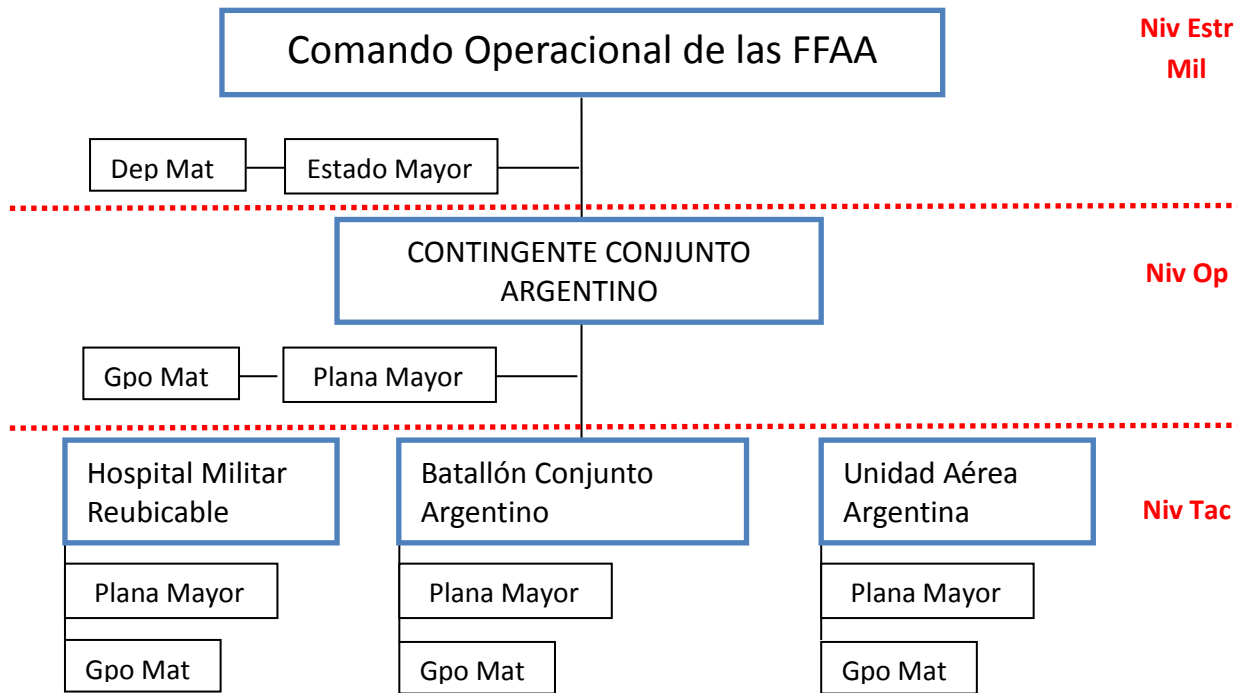 Comando Operacional de las FFAA
Niv Estr
Mil
Dep Mat
Estado Mayor
CONTINGENTE CONJUNTO
ARGENTINO
Niv Op
Gpo Mat
Plana Mayor
Hospital Militar
Reubicable
Batallón Conjunto
Argentino
Unidad Aérea
Argentina
Niv Tac
Plana Mayor
Plana Mayor
Plana Mayor
Gpo Mat
Gpo Mat
Gpo Mat